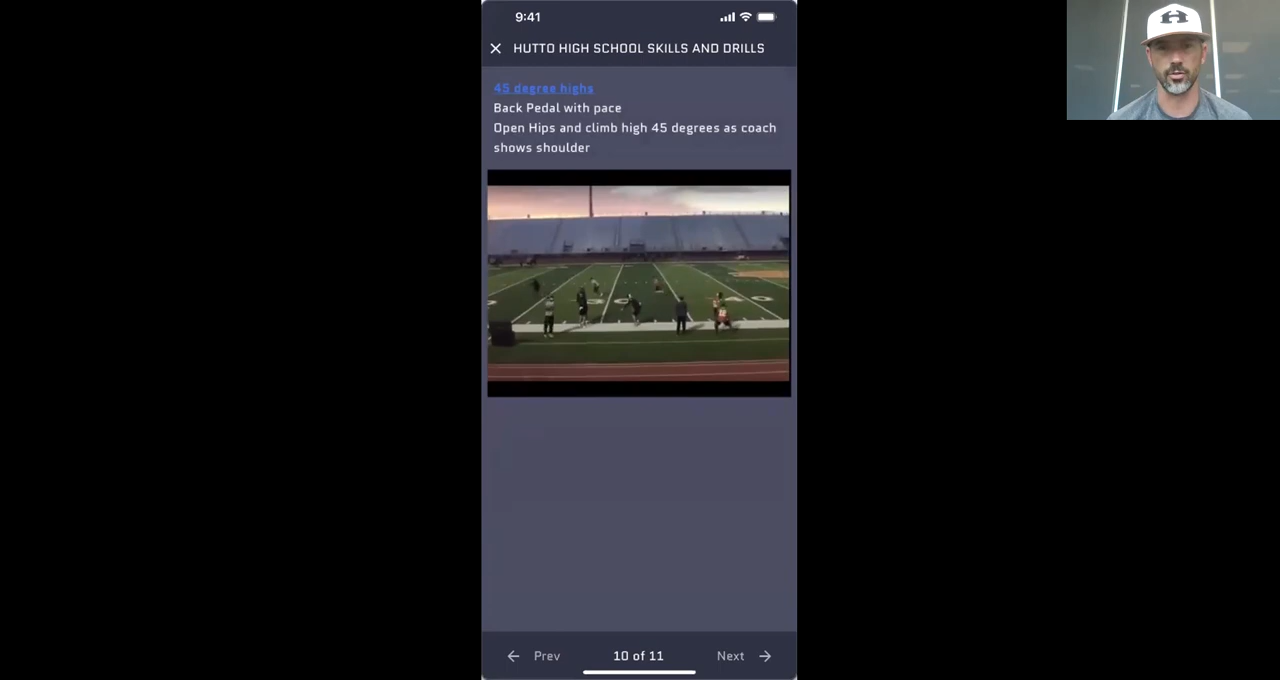 9:41
HUTTO HIGH SCHOOL SKILLS AND DRILLS
45 degree highs
Back Pedal with pace
Open Hips and climb high 45 degrees as coach
shows shoulder
Prev
10 of 11
Next
H